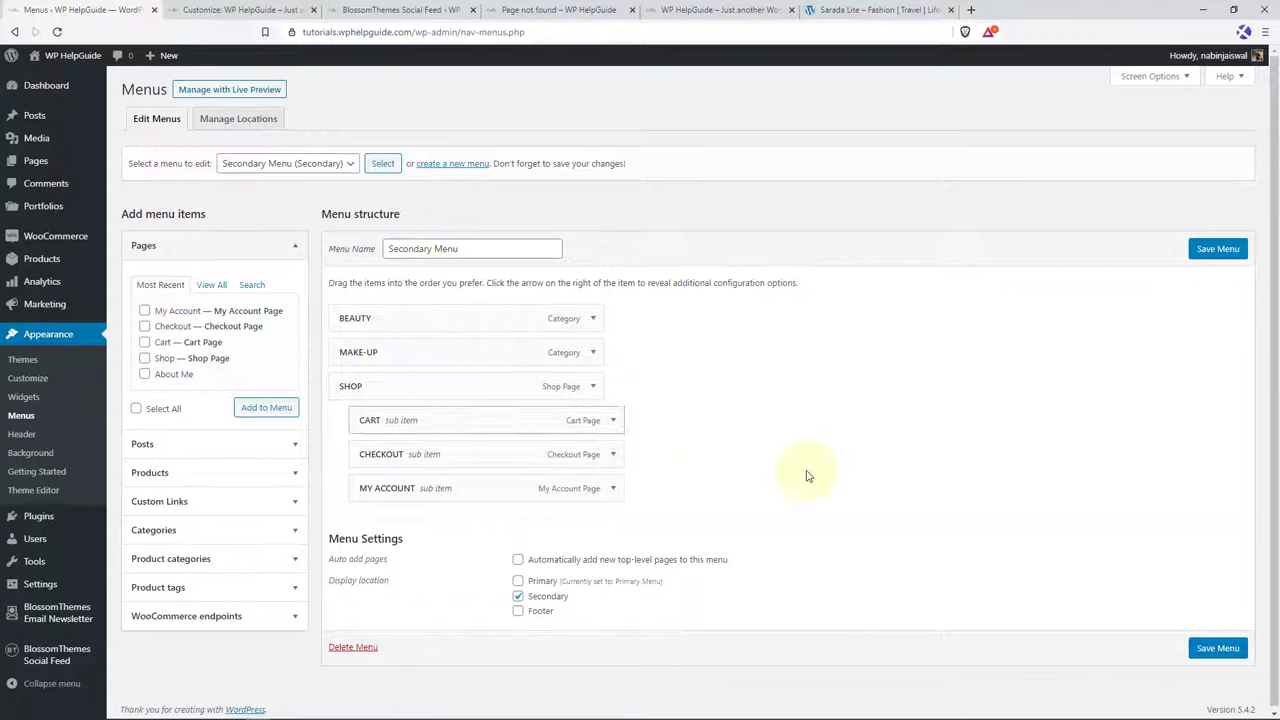 Menus ‹ WP HelpGuide — WordPr
Customize: WP HelpGuide – Just a
BlossomThemes Social Feed ‹ WP
Page not found – WP HelpGuide
WP HelpGuide – Just another Wo
Sarada Lite – Fashion | Travel | Life
tutorials.wphelpguide.com/wp-admin/nav-menus.php
WP HelpGuide
0
New
Howdy, nabinjaiswal
Dashboard
Posts
Media
Pages
Comments
Portfolios
WooCommerce
Products
Analytics
Marketing
Appearance
Themes
Customize
Widgets
Menus
Header
Background
Getting Started
Theme Editor
Plugins
Users
Tools
Settings
BlossomThemes
Email Newsletter
BlossomThemes
Social Feed
Collapse menu
Menus
Manage with Live Preview
Screen Options
Help
Edit Menus
Manage Locations
Select a menu to edit:
Secondary Menu (Secondary)
Select
or create a new menu. Don't forget to save your changes!
Add menu items
Pages
Most Recent
View All
Search
My Account — My Account Page
Checkout — Checkout Page
Cart — Cart Page
Shop — Shop Page
About Me
Select All
Add to Menu
Posts
Products
Custom Links
Categories
Product categories
Product tags
WooCommerce endpoints
Menu structure
Menu Name
Secondary Menu
Save Menu
Drag the items into the order you prefer. Click the arrow on the right of the item to reveal additional configuration options.
BEAUTY
Category
MAKE-UP
Category
SHOP
Shop Page
CART sub item
Cart Page
CHECKOUT sub item
Checkout Page
MY ACCOUNT sub item
My Account Page
Menu Settings
Auto add pages
Automatically add new top-level pages to this menu
Display location
Primary (Currently set to: Primary Menu)
Secondary
Footer
Delete Menu
Save Menu
Thank you for creating with WordPress.
Version 5.4.2